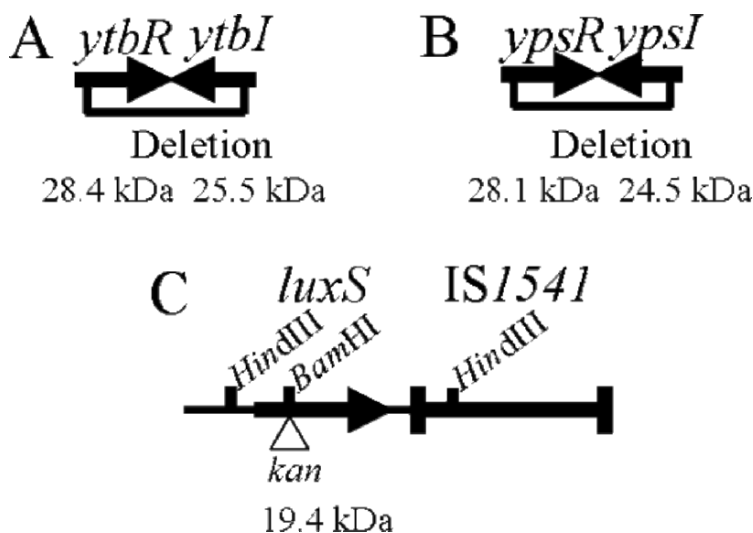 A ytbR ytbI
Deletion
28.4 kDa 25.5 kDa
B ypsR ypsI
Deletion
28.1 kDa 24.5 kDa
C luxS IS1541
HindIII BamHI HindIII
kan
19.4 kDa